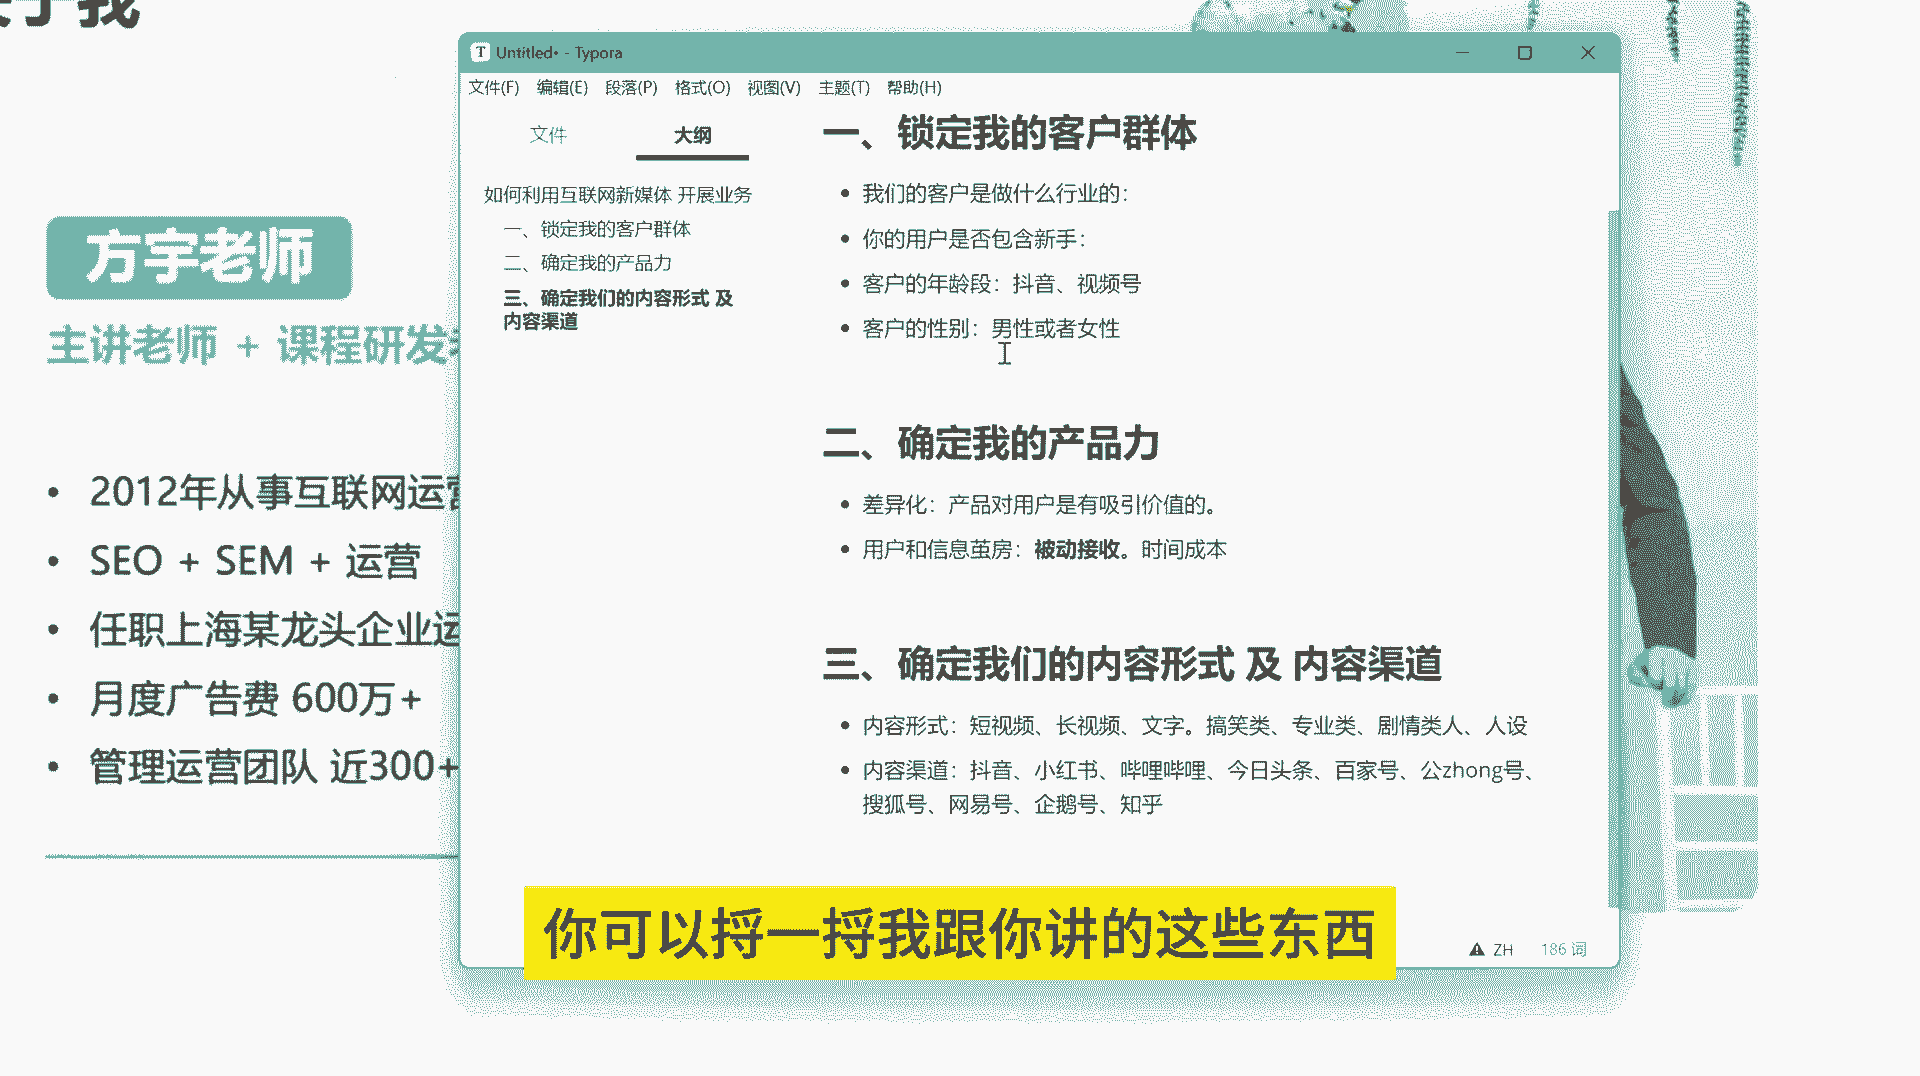 于我
方宇老师
主讲老师 + 课程研发
2012年从事互联网运营
SEO + SEM + 运营
任职上海某龙头企业运
月度广告费 600万+
管理运营团队 近300+
Untitled• - Typora
文件(F) 编辑(E) 段落(P) 格式(O) 视图(V) 主题(T) 帮助(H)
文件 大纲
如何利用互联网新媒体 开展业务
一、锁定我的客户群体
二、确定我的产品力
三、确定我们的内容形式 及
内容渠道
一、锁定我的客户群体
我们的客户是做什么行业的：
你的用户是否包含新手：
客户的年龄段：抖音、视频号
客户的性别：男性或者女性
二、确定我的产品力
差异化：产品对用户是有吸引价值的。
用户和信息茧房：被动接收。时间成本
三、确定我们的内容形式 及 内容渠道
内容形式：短视频、长视频、文字。搞笑类、专业类、剧情类人、人设
内容渠道：抖音、小红书、哔哩哔哩、今日头条、百家号、公zhong号、
搜狐号、网易号、企鹅号、知乎
ZH 186 词
你可以捋一捋我跟你讲的这些东西